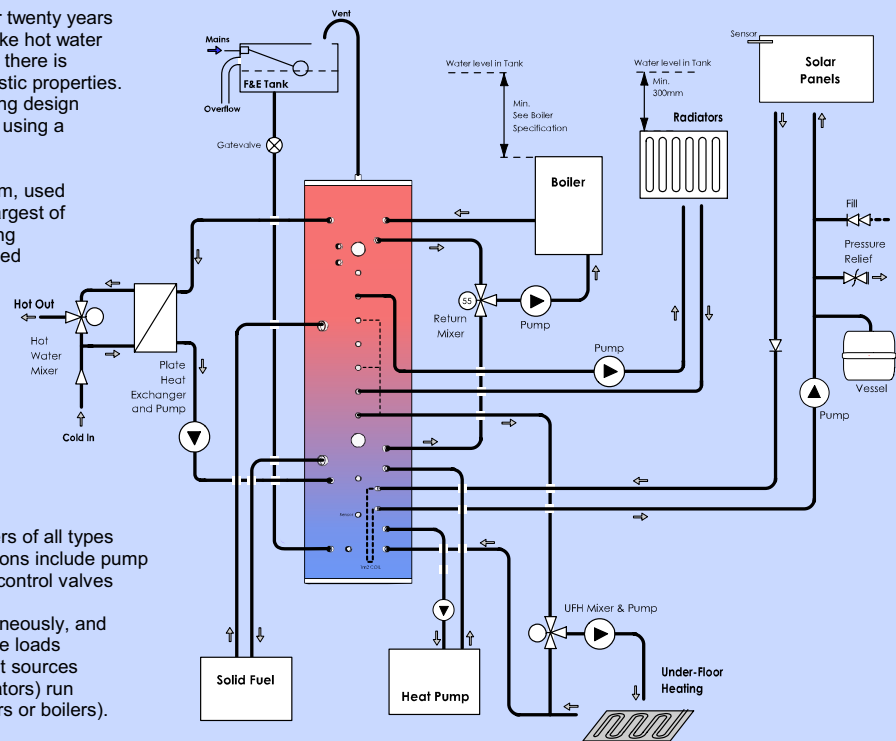 r twenty years
ke hot water
there is
stic properties.
ng design
using a
m, used
argest of
ng
ed
ers of all types
ons include pump
control valves
neously, and
e loads
t sources
ators) run
rs or boilers).
Vent
Mains
F&E Tank
Overflow
Gatevalve
Water level in Tank
Min.
See Boiler
Specification
Boiler
Water level in Tank
Min.
300mm
Radiators
Sensor
Solar
Panels
Fill
Pressure
Relief
Vessel
Pump
55
Return
Mixer
Pump
Pump
Hot Out
Hot
Water
Mixer
Cold In
Plate
Heat
Exchanger
and Pump
Solid Fuel
Heat Pump
UFH Mixer & Pump
Under-Floor
Heating